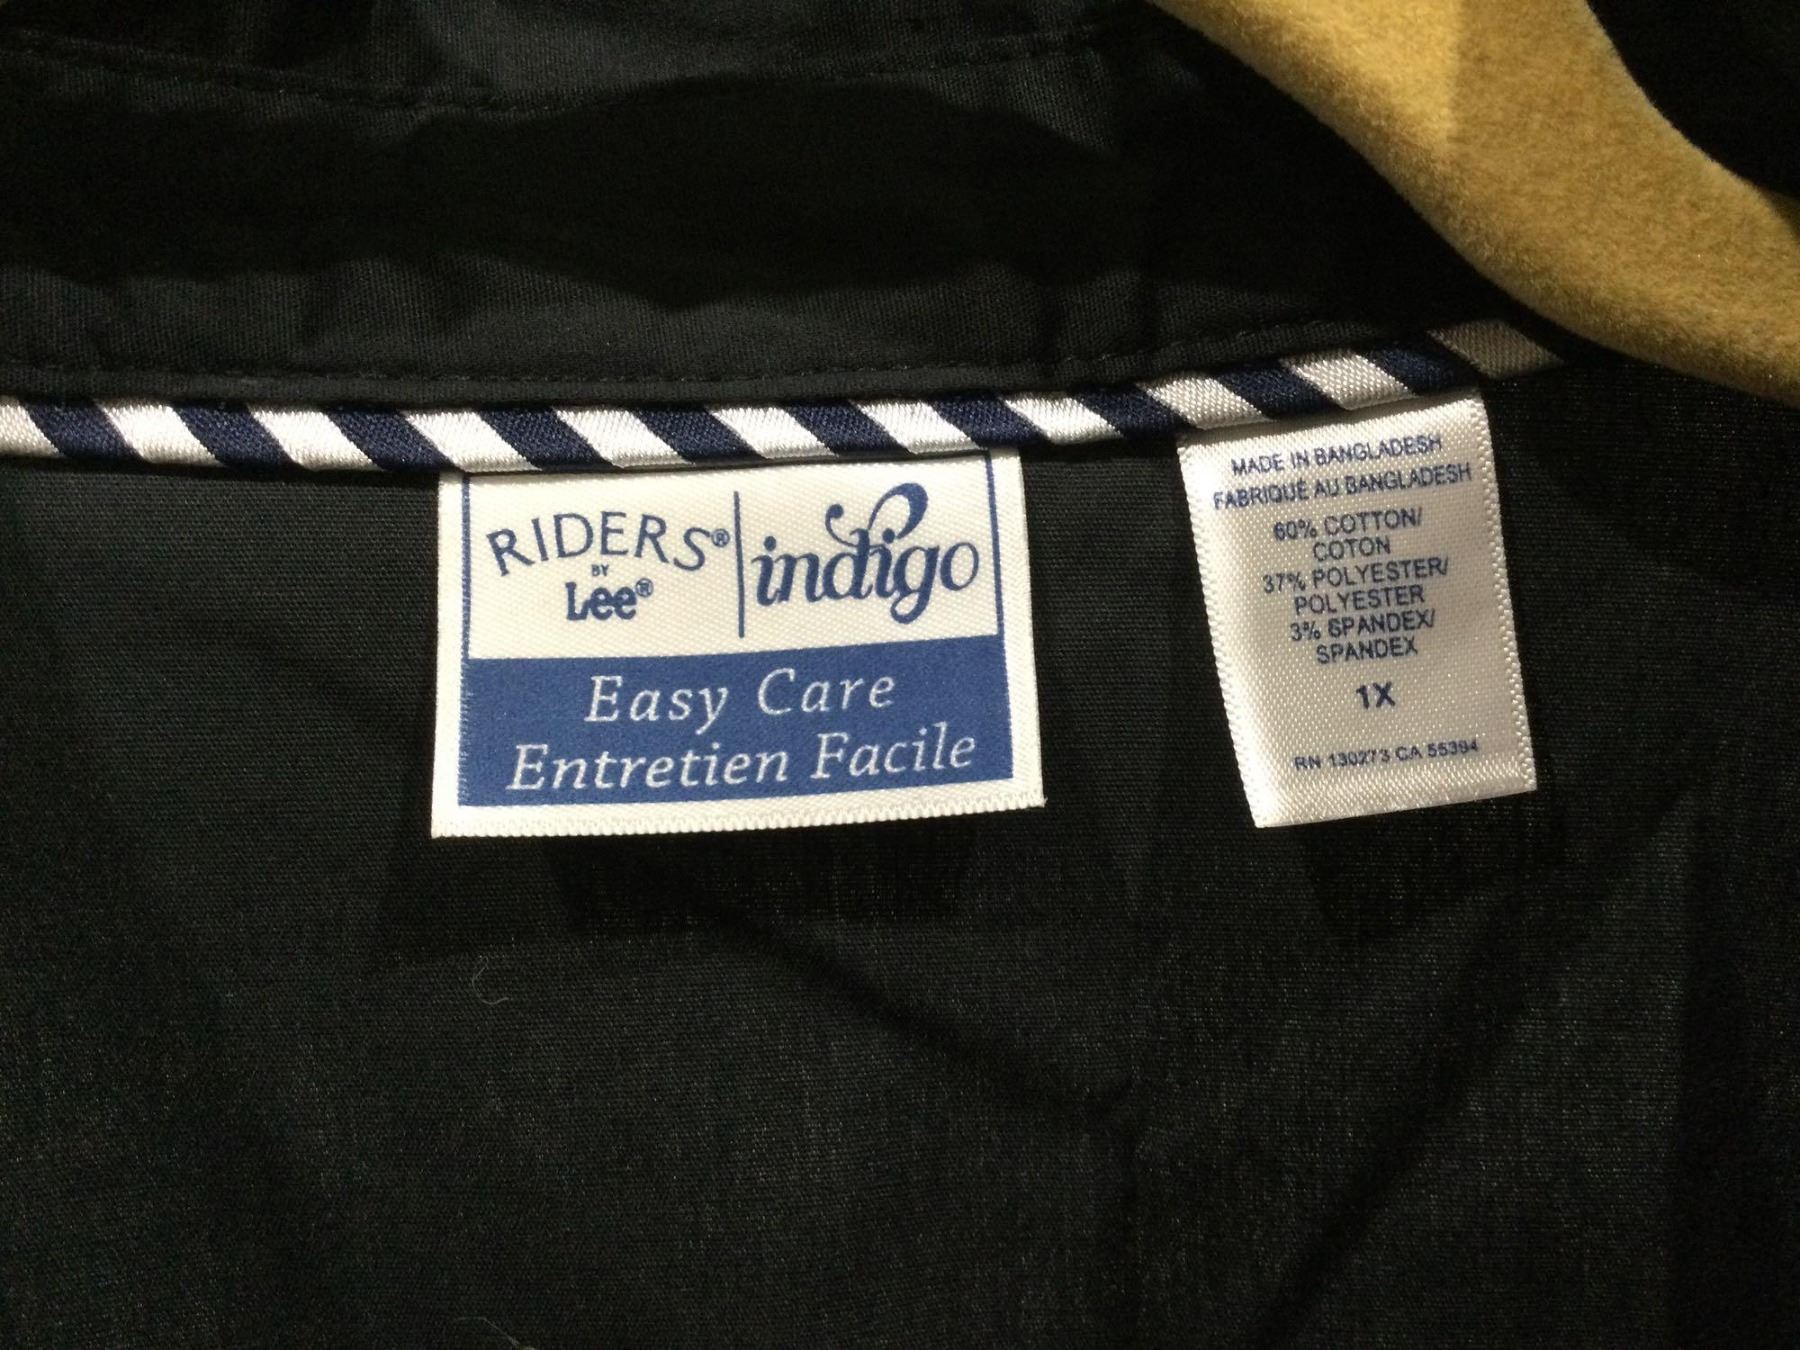 RIDERS®
BY
Lee®
indigo
Easy Care
Entretien Facile
MADE IN BANGLADESH
FABRIQUÉ AU BANGLADESH
60% COTTON/
COTON
37% POLYESTER/
POLYESTER
3% SPANDEX/
SPANDEX
1X
RN 130273 CA 55394